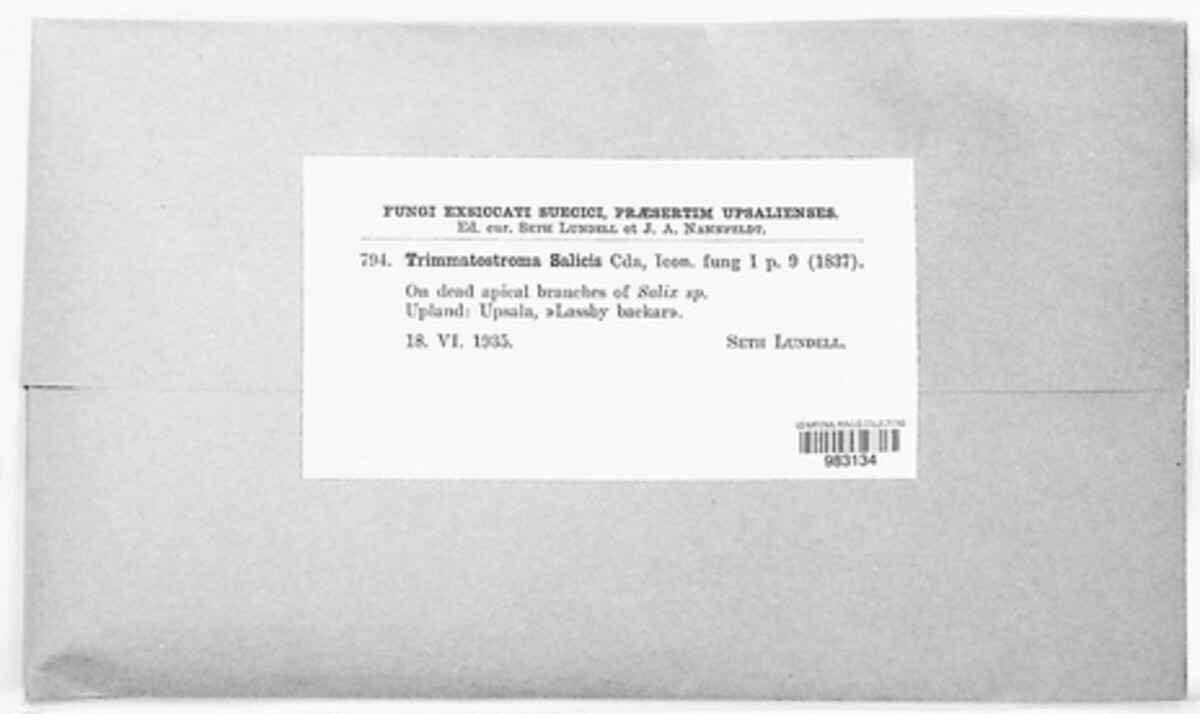 FUNGI EXSICCATI SUECICI, PRÆSERTIM UPSALIENSES.
Ed. cur. SETH LUNDELL et J. A. NANNFELDT.
794. Trimmatostroma Salicis Cda, Icon. fung I p. 9 (1837).
On dead apical branches of Salix sp.
Upland: Upsala, »Lassby backar».
18. VI. 1935. SETH LUNDELL.
983134